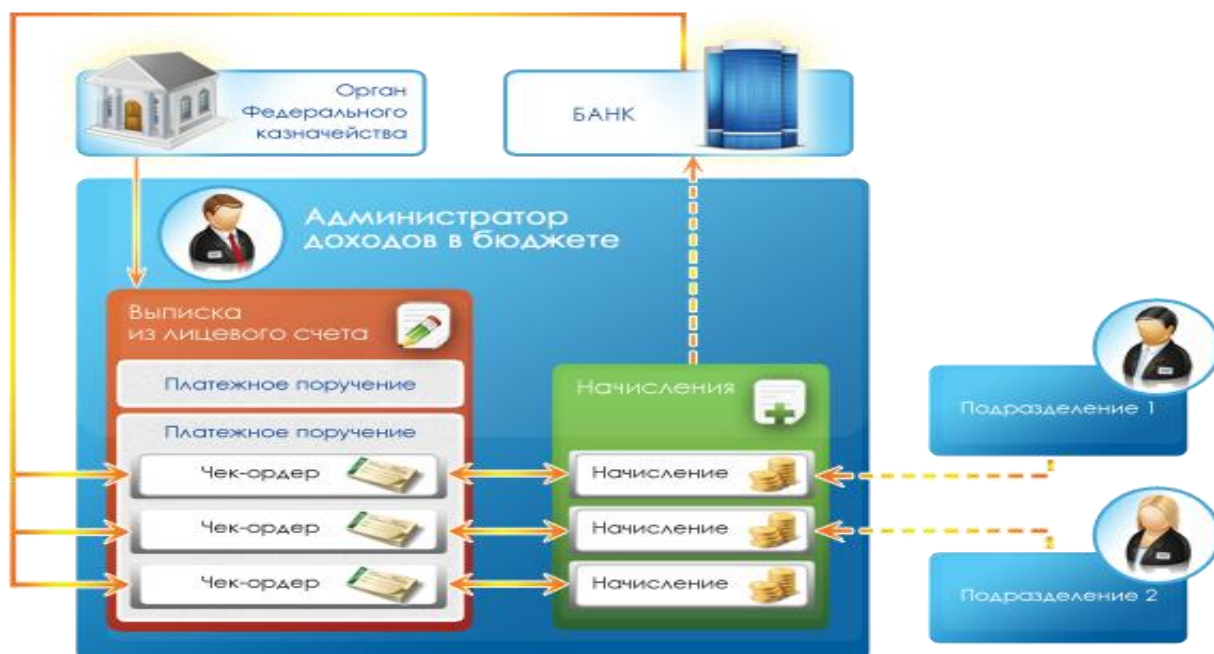 Орган
Федерального
казначейства
БАНК
Администратор
доходов в бюджете
Выписка
из лицевого счета
Платежное поручение
Платежное поручение
Чек-ордер
Чек-ордер
Чек-ордер
Начисления
Начисление
Начисление
Начисление
Подразделение 1
Подразделение 2